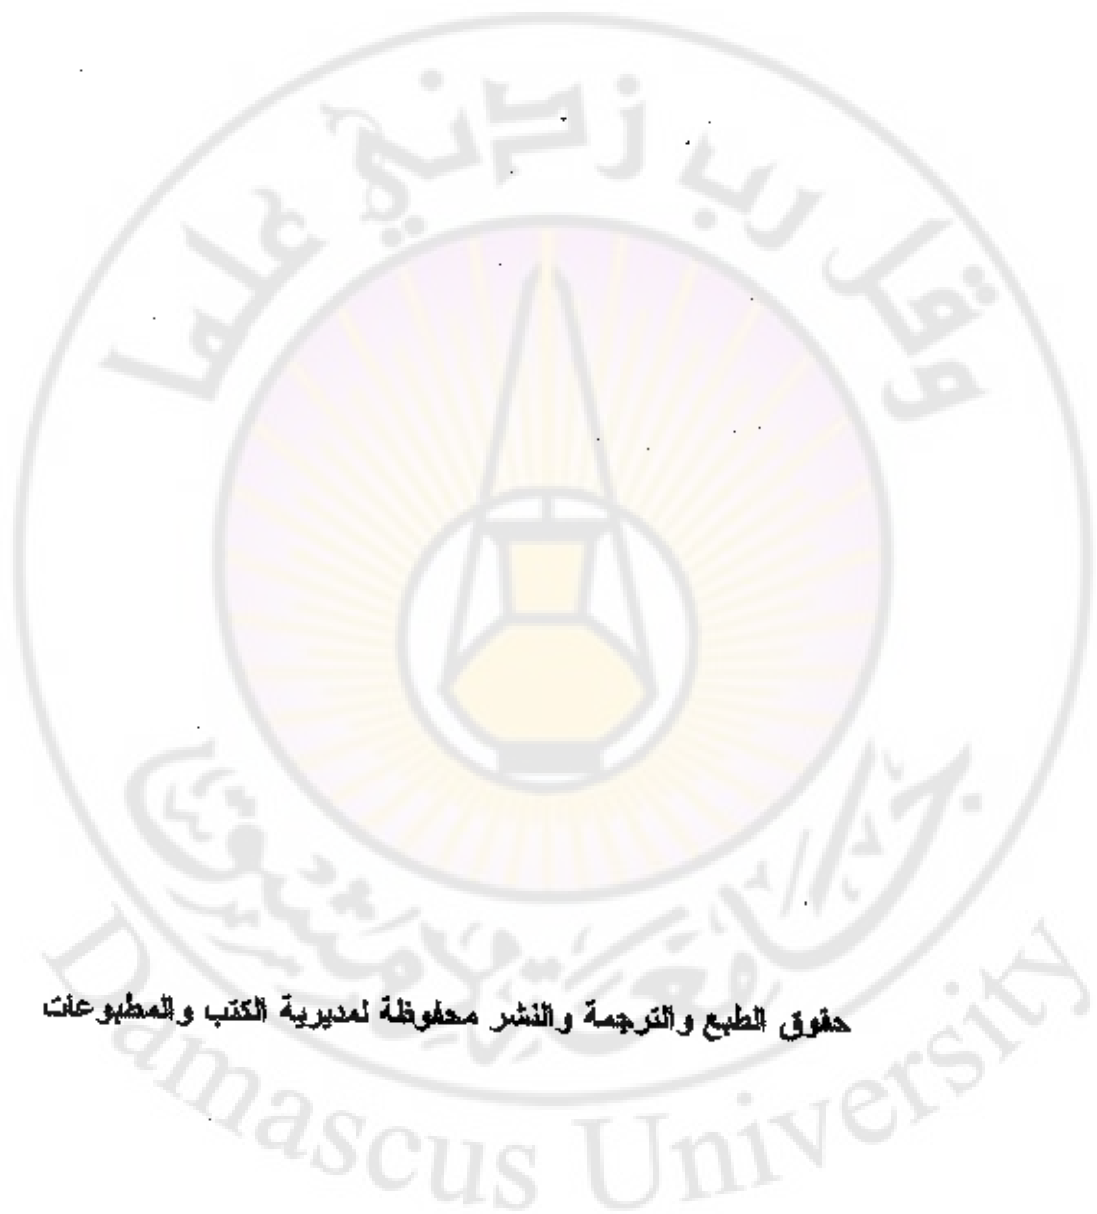 وقل رب زدني علما
جامعة دمشق
حقوق الطبع والترجمة والنشر محفوظة لمديرية الكتب والمطبوعات
Damascus University